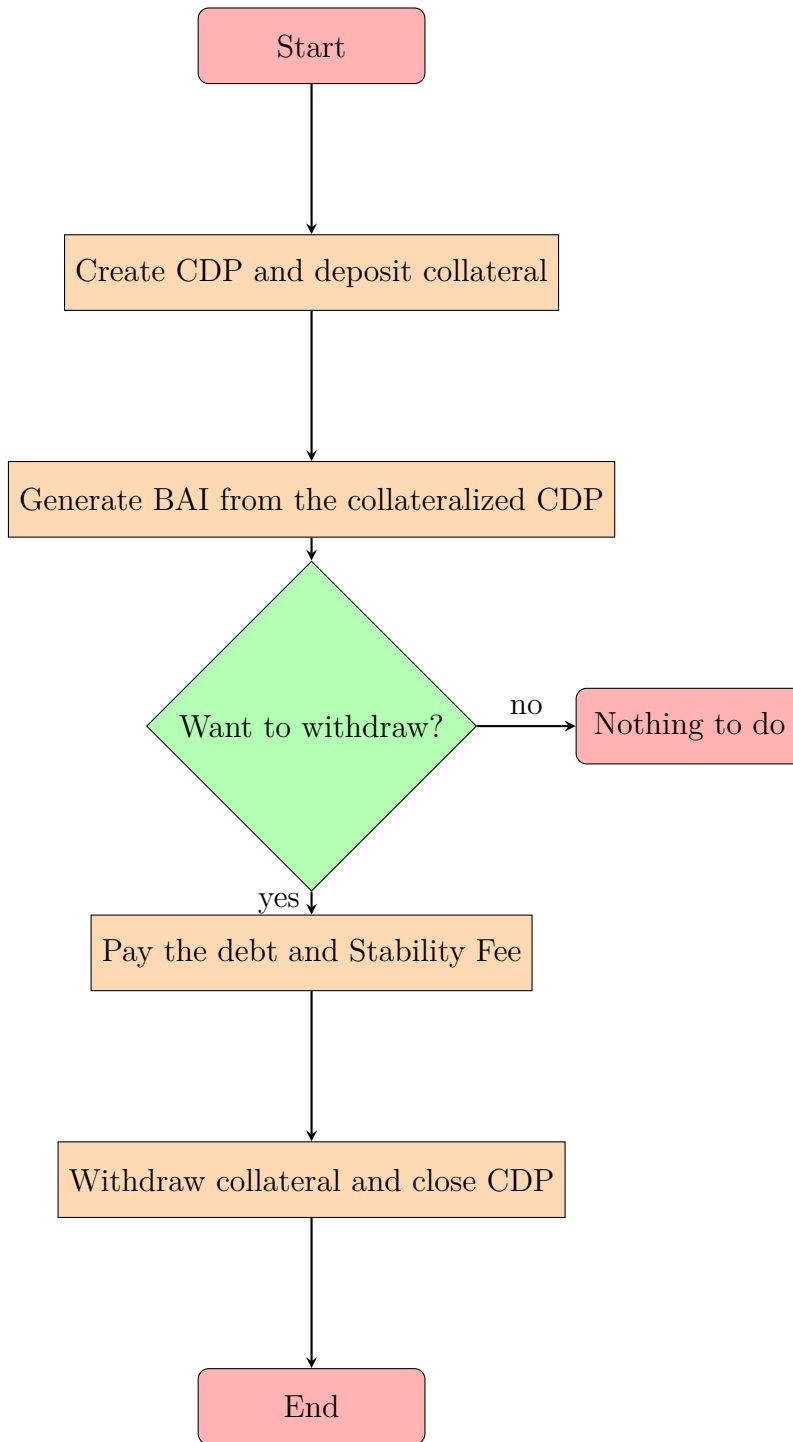 Start
Create CDP and deposit collateral
Generate BAI from the collateralized CDP
Want to withdraw?
no
Nothing to do
yes
Pay the debt and Stability Fee
Withdraw collateral and close CDP
End